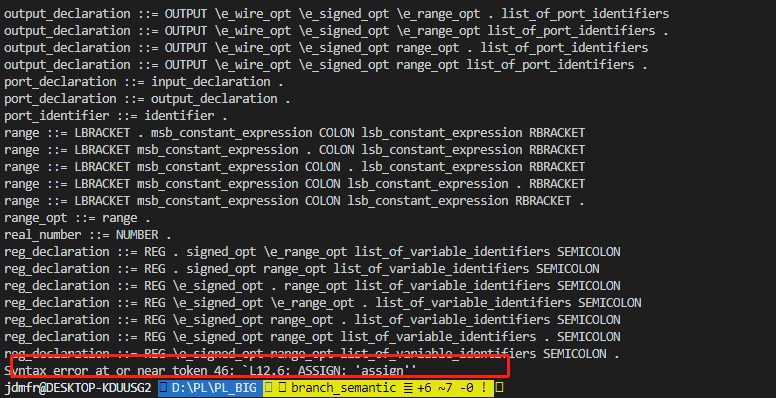 output_declaration ::= OUTPUT \e_wire_opt \e_signed_opt \e_range_opt . list_of_port_identifiers
output_declaration ::= OUTPUT \e_wire_opt \e_signed_opt \e_range_opt list_of_port_identifiers .
output_declaration ::= OUTPUT \e_wire_opt \e_signed_opt range_opt . list_of_port_identifiers
output_declaration ::= OUTPUT \e_wire_opt \e_signed_opt range_opt list_of_port_identifiers .
port_declaration ::= input_declaration .
port_declaration ::= output_declaration .
port_identifier ::= identifier .
range ::= LBRACKET . msb_constant_expression COLON lsb_constant_expression RBRACKET
range ::= LBRACKET msb_constant_expression . COLON lsb_constant_expression RBRACKET
range ::= LBRACKET msb_constant_expression COLON . lsb_constant_expression RBRACKET
range ::= LBRACKET msb_constant_expression COLON lsb_constant_expression . RBRACKET
range ::= LBRACKET msb_constant_expression COLON lsb_constant_expression RBRACKET .
range_opt ::= range .
real_number ::= NUMBER .
reg_declaration ::= REG . signed_opt \e_range_opt list_of_variable_identifiers SEMICOLON
reg_declaration ::= REG . signed_opt range_opt list_of_variable_identifiers SEMICOLON
reg_declaration ::= REG \e_signed_opt . range_opt list_of_variable_identifiers SEMICOLON
reg_declaration ::= REG \e_signed_opt \e_range_opt . list_of_variable_identifiers SEMICOLON
reg_declaration ::= REG \e_signed_opt range_opt . list_of_variable_identifiers SEMICOLON
reg_declaration ::= REG \e_signed_opt range_opt list_of_variable_identifiers . SEMICOLON
reg_declaration ::= REG \e_signed_opt range_opt list_of_variable_identifiers SEMICOLON .
Syntax error at or near token 46: `L12.6: ASSIGN: 'assign''
jdmfr@DESKTOP-KDUUSG2 D:\PL\PL_BIG branch_semantic ≡ +6 ~7 -0 !